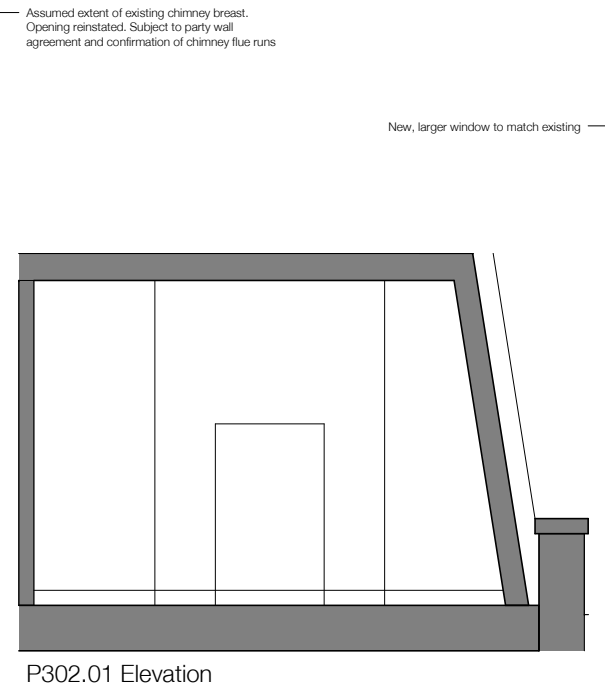 Assumed extent of existing chimney breast.
Opening reinstated. Subject to party wall
agreement and confirmation of chimney flue runs
New, larger window to match existing
P302.01 Elevation